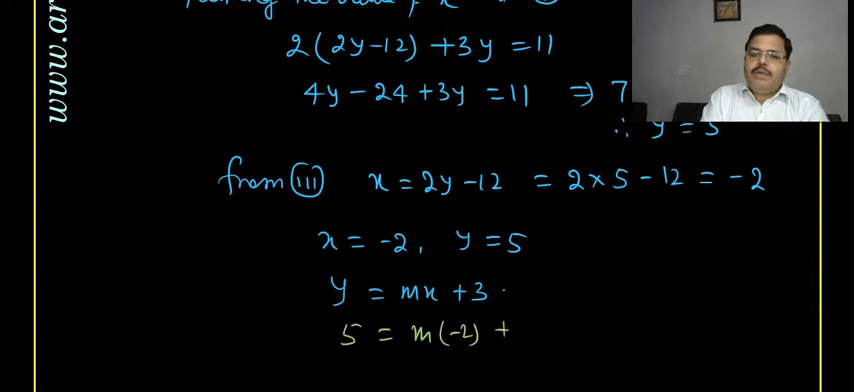 www.ar
2(2y-12) + 3y = 11
4y - 24 + 3y = 11 ⇒ 7
∴ y = 5
from (III) x = 2y-12 = 2×5-12 = -2
x = -2, y = 5
y = mx + 3
5 = m(-2) +